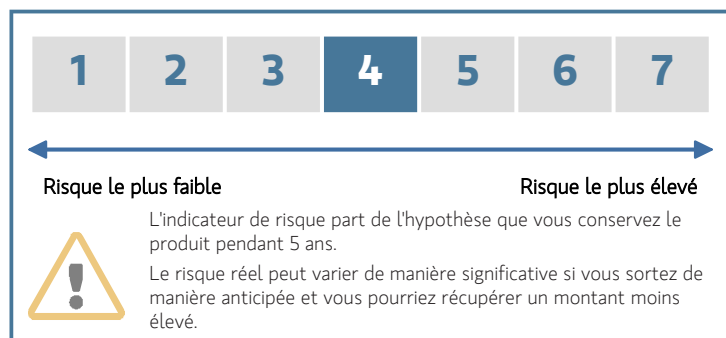 1 2 3 4 5 6 7
Risque le plus faible Risque le plus élevé
L'indicateur de risque part de l'hypothèse que vous conservez le
produit pendant 5 ans.
Le risque réel peut varier de manière significative si vous sortez de
manière anticipée et vous pourriez récupérer un montant moins
élevé.